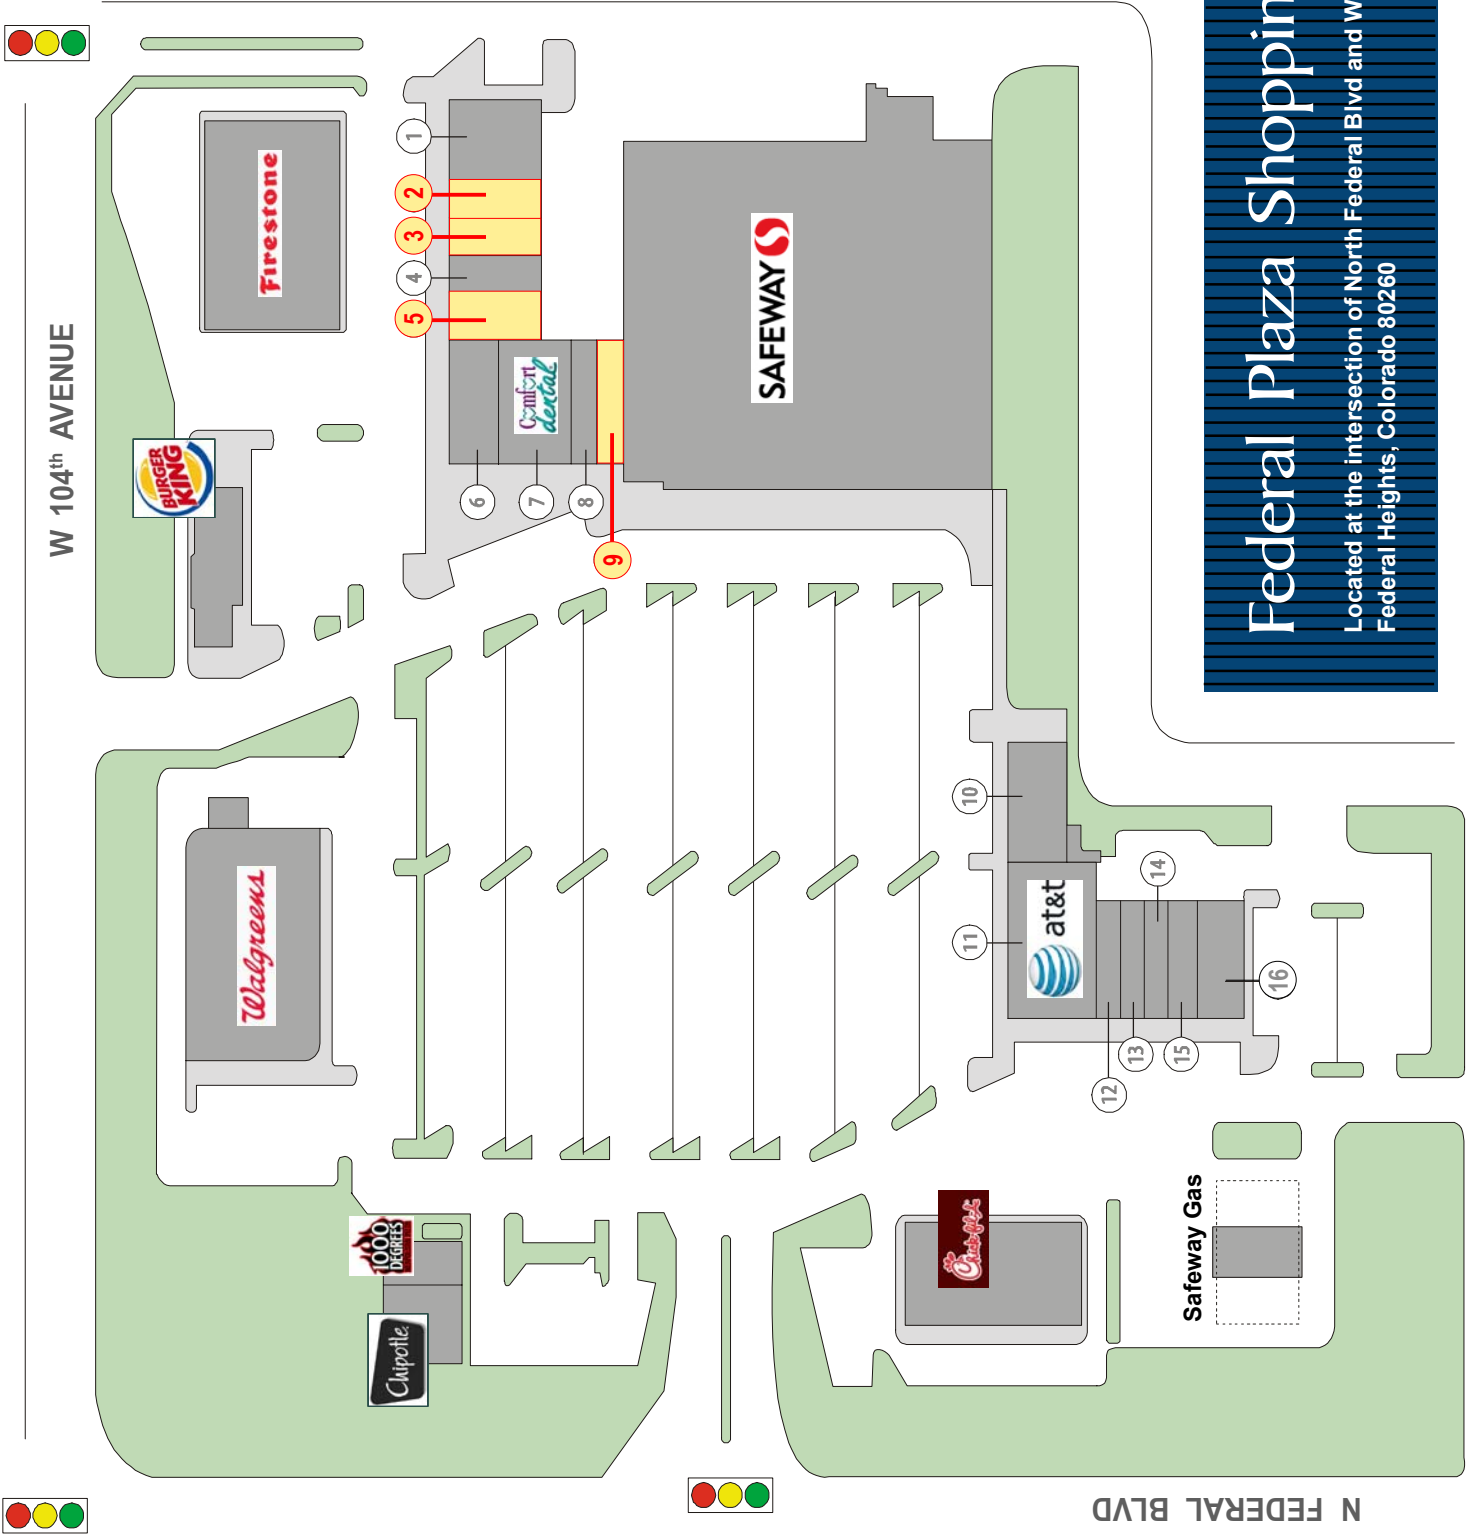 Federal Plaza Shoppin
Located at the intersection of North Federal Blvd and W
Federal Heights, Colorado 80260
W 104th AVENUE
N FEDERAL BLVD
Firestone
BURGER
KING
Walgreens
1000
DEGREES
Chipotle
Comfort
dental
SAFEWAY
at&t
Chick-fil-A
Safeway Gas
1
2
3
4
5
6
7
8
9
10
11
12
13
14
15
16